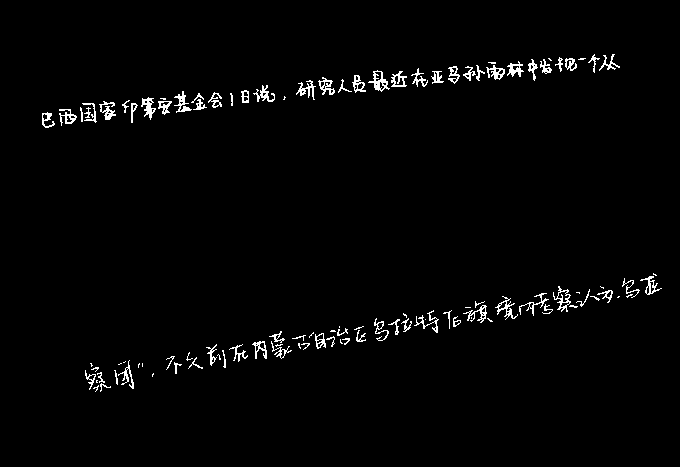 巴西国家印第安基金会1日说，研究人员最近在亚马孙雨林中发现一个从
察团”，不久前在内蒙古自治区乌拉特后旗境内考察认为，乌拉